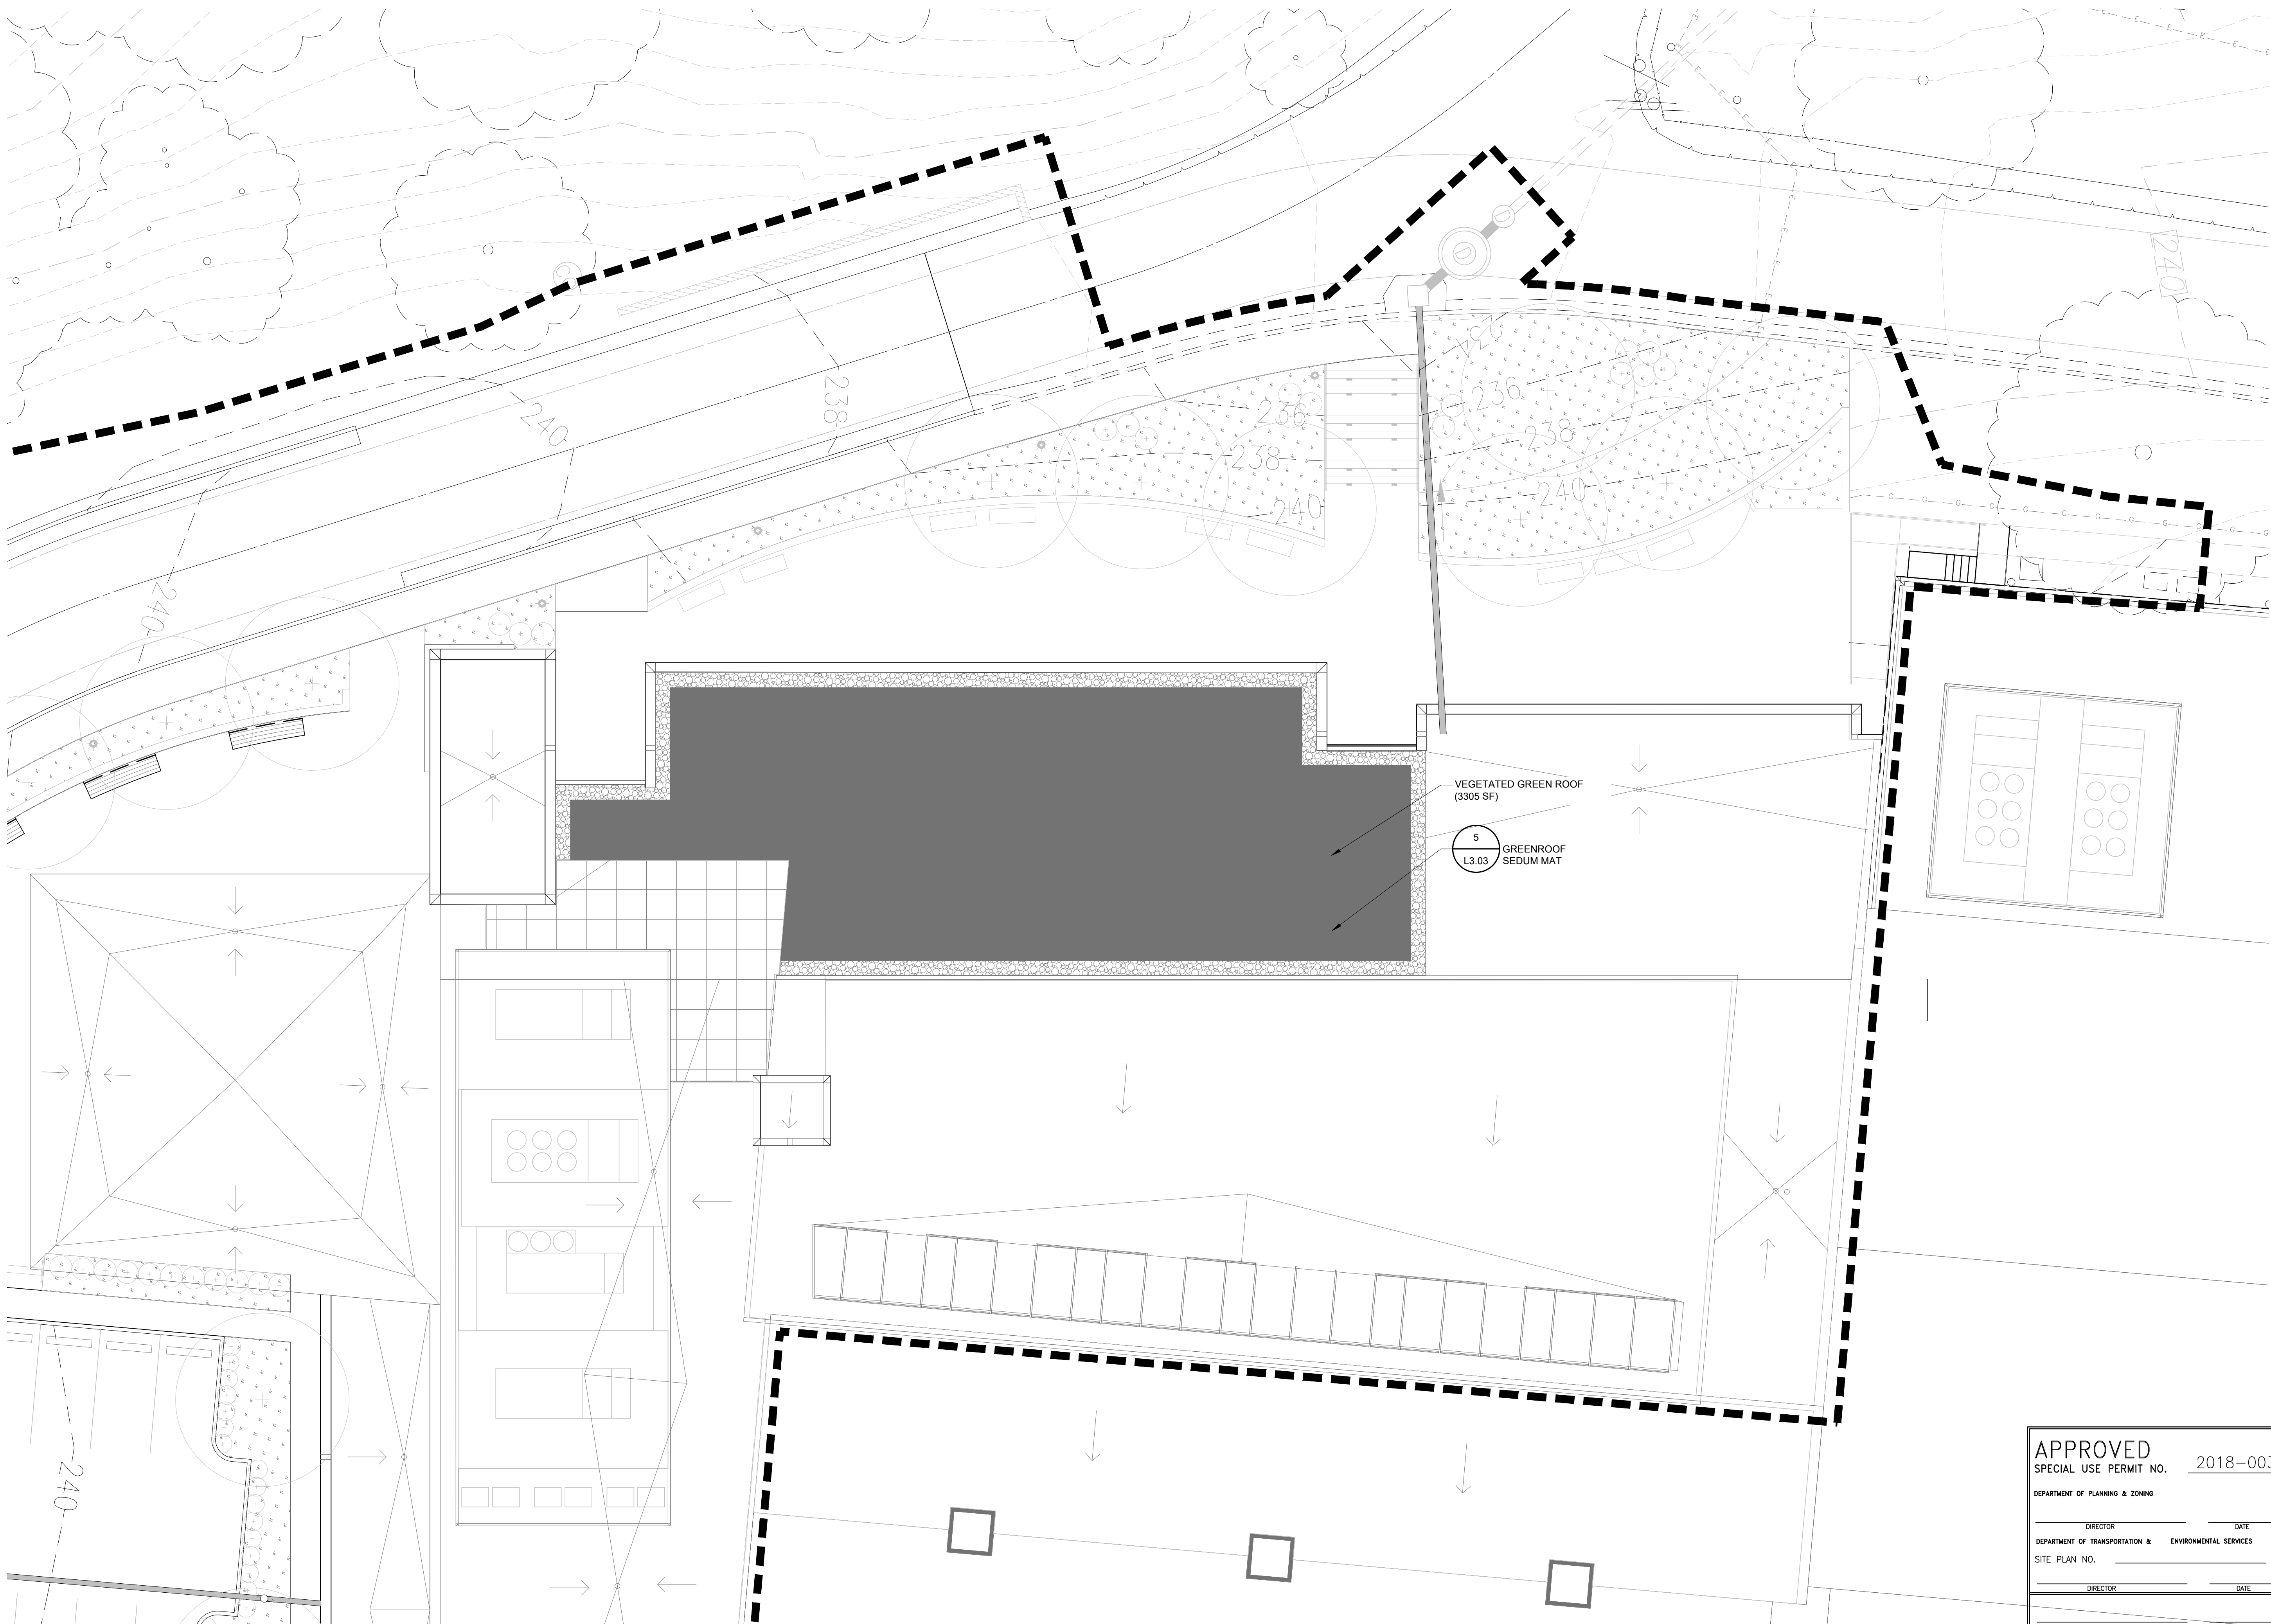 240
238
236
238
240
236
238
240
240
240
VEGETATED GREEN ROOF
(3305 SF)
5
L3.03
GREENROOF
SEDUM MAT
240
APPROVED
SPECIAL USE PERMIT NO. 2018-003
DEPARTMENT OF PLANNING & ZONING
DIRECTOR DATE
DEPARTMENT OF TRANSPORTATION & ENVIRONMENTAL SERVICES
SITE PLAN NO.
DIRECTOR DATE